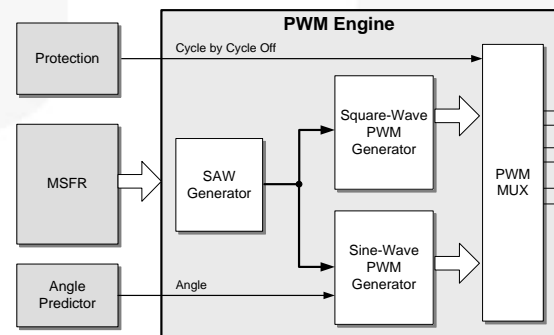 PWM Engine
Protection
Cycle by Cycle Off
Square-Wave
PWM
Generator
MSFR
SAW
Generator
PWM
MUX
Sine-Wave
PWM
Generator
Angle
Predictor
Angle